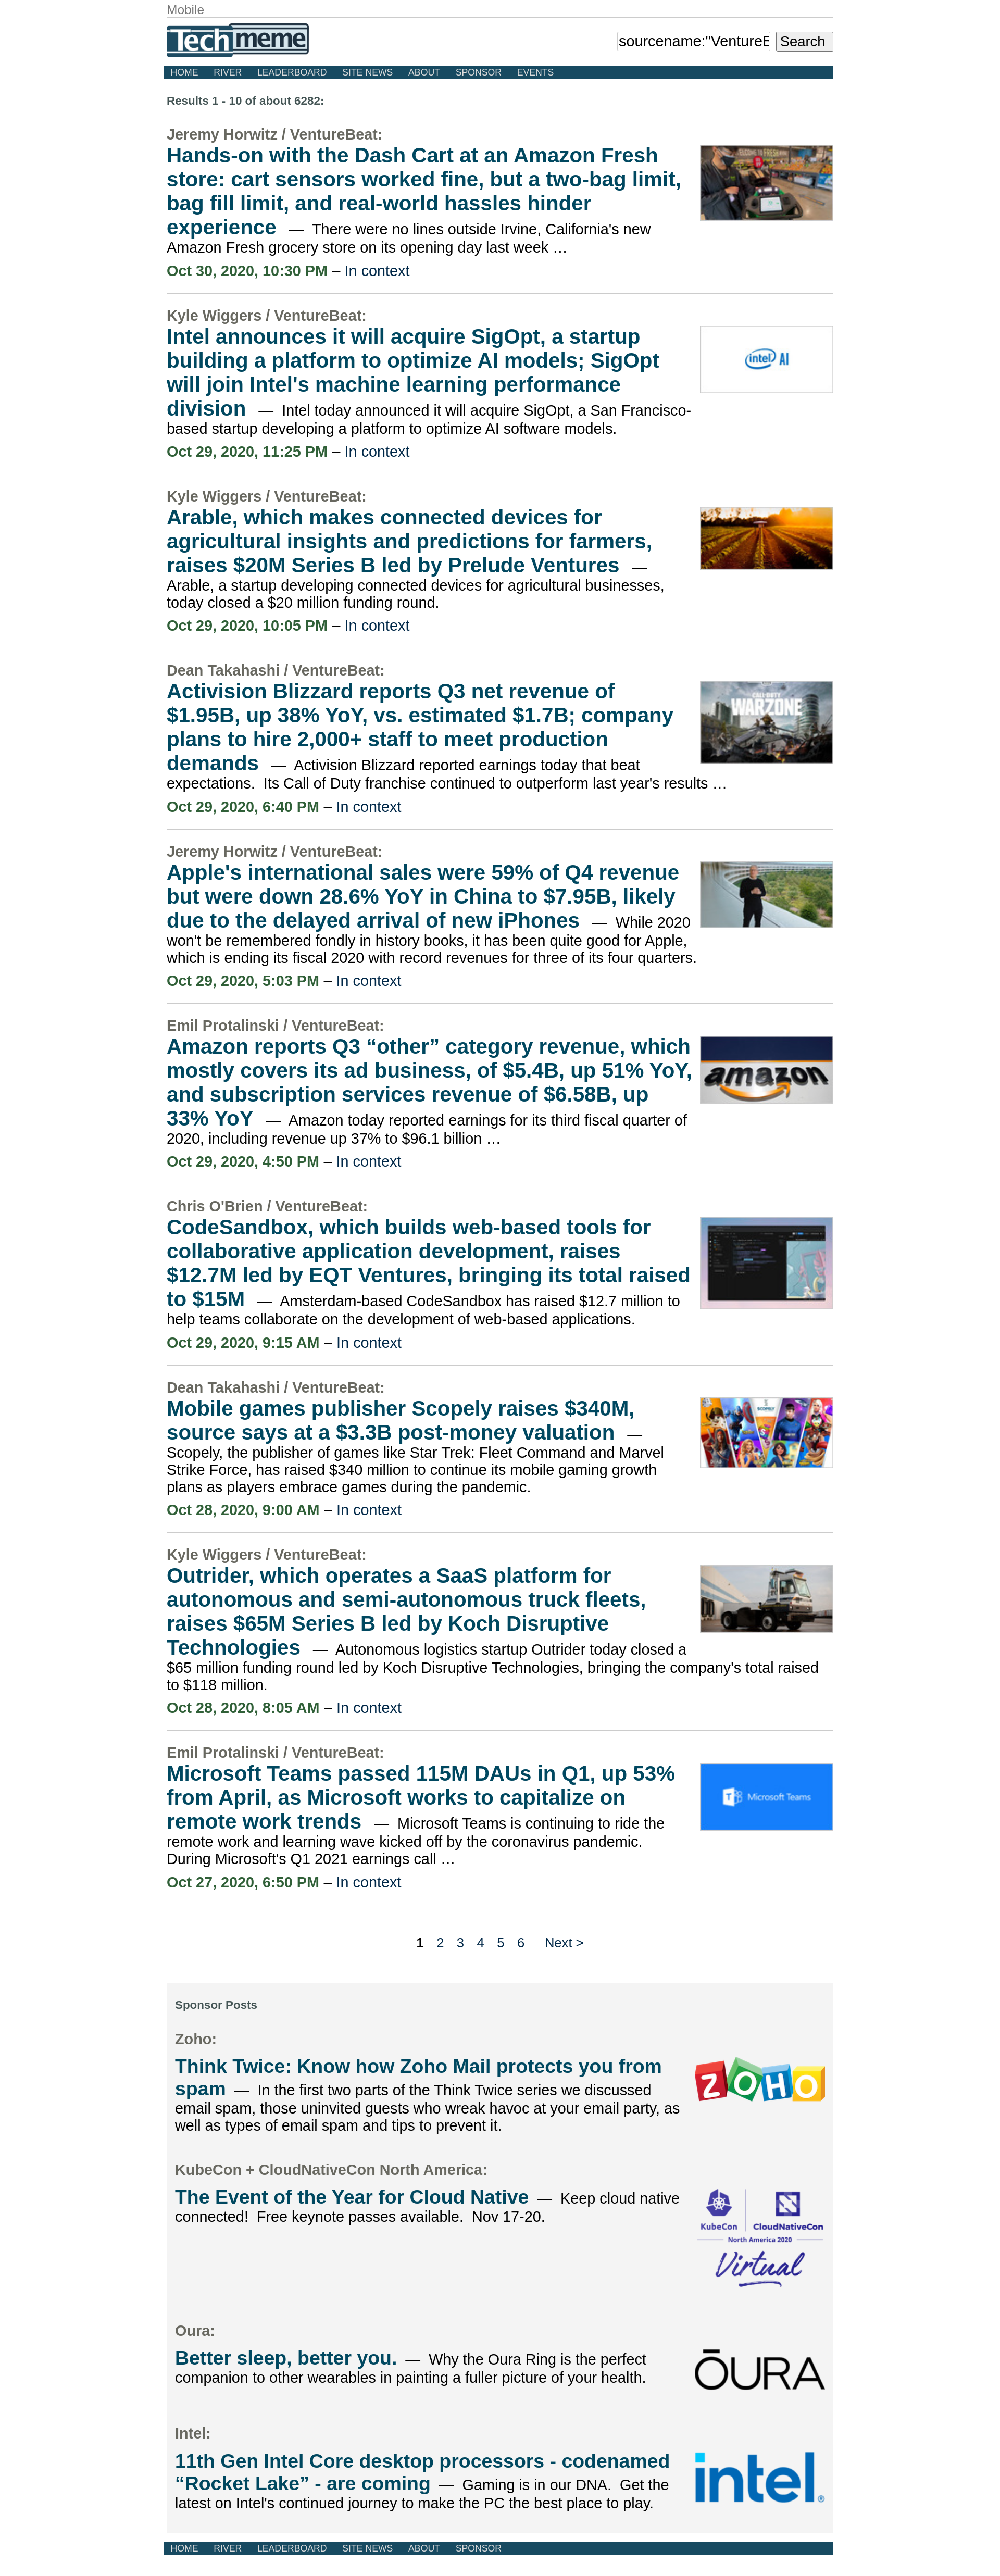 Mobile
Techmeme
sourcename:"VentureB Search
HOME RIVER LEADERBOARD SITE NEWS ABOUT SPONSOR EVENTS
Results 1 - 10 of about 6282:
Jeremy Horwitz / VentureBeat:
Hands-on with the Dash Cart at an Amazon Fresh
store: cart sensors worked fine, but a two-bag limit,
bag fill limit, and real-world hassles hinder
experience — There were no lines outside Irvine, California's new
Amazon Fresh grocery store on its opening day last week …
Oct 30, 2020, 10:30 PM – In context
Kyle Wiggers / VentureBeat:
Intel announces it will acquire SigOpt, a startup
building a platform to optimize AI models; SigOpt
will join Intel's machine learning performance
division — Intel today announced it will acquire SigOpt, a San Francisco-
based startup developing a platform to optimize AI software models.
intel AI
Oct 29, 2020, 11:25 PM – In context
Kyle Wiggers / VentureBeat:
Arable, which makes connected devices for
agricultural insights and predictions for farmers,
raises $20M Series B led by Prelude Ventures —
Arable, a startup developing connected devices for agricultural businesses,
today closed a $20 million funding round.
Oct 29, 2020, 10:05 PM – In context
Dean Takahashi / VentureBeat:
Activision Blizzard reports Q3 net revenue of
$1.95B, up 38% YoY, vs. estimated $1.7B; company
plans to hire 2,000+ staff to meet production
demands — Activision Blizzard reported earnings today that beat
expectations. Its Call of Duty franchise continued to outperform last year's results …
CALL OF DUTY
WARZONE
Oct 29, 2020, 6:40 PM – In context
Jeremy Horwitz / VentureBeat:
Apple's international sales were 59% of Q4 revenue
but were down 28.6% YoY in China to $7.95B, likely
due to the delayed arrival of new iPhones — While 2020
won't be remembered fondly in history books, it has been quite good for Apple,
which is ending its fiscal 2020 with record revenues for three of its four quarters.
Oct 29, 2020, 5:03 PM – In context
Emil Protalinski / VentureBeat:
Amazon reports Q3 “other” category revenue, which
mostly covers its ad business, of $5.4B, up 51% YoY,
and subscription services revenue of $6.58B, up
33% YoY — Amazon today reported earnings for its third fiscal quarter of
2020, including revenue up 37% to $96.1 billion …
amazon
Oct 29, 2020, 4:50 PM – In context
Chris O'Brien / VentureBeat:
CodeSandbox, which builds web-based tools for
collaborative application development, raises
$12.7M led by EQT Ventures, bringing its total raised
to $15M — Amsterdam-based CodeSandbox has raised $12.7 million to
help teams collaborate on the development of web-based applications.
Oct 29, 2020, 9:15 AM – In context
Dean Takahashi / VentureBeat:
Mobile games publisher Scopely raises $340M,
source says at a $3.3B post-money valuation —
Scopely, the publisher of games like Star Trek: Fleet Command and Marvel
Strike Force, has raised $340 million to continue its mobile gaming growth
plans as players embrace games during the pandemic.
Oct 28, 2020, 9:00 AM – In context
Kyle Wiggers / VentureBeat:
Outrider, which operates a SaaS platform for
autonomous and semi-autonomous truck fleets,
raises $65M Series B led by Koch Disruptive
Technologies — Autonomous logistics startup Outrider today closed a
$65 million funding round led by Koch Disruptive Technologies, bringing the company's total raised
to $118 million.
Oct 28, 2020, 8:05 AM – In context
Emil Protalinski / VentureBeat:
Microsoft Teams passed 115M DAUs in Q1, up 53%
from April, as Microsoft works to capitalize on
remote work trends — Microsoft Teams is continuing to ride the
remote work and learning wave kicked off by the coronavirus pandemic.
During Microsoft's Q1 2021 earnings call …
Microsoft Teams
Oct 27, 2020, 6:50 PM – In context
1 2 3 4 5 6 Next >
Sponsor Posts
Zoho:
Think Twice: Know how Zoho Mail protects you from
spam — In the first two parts of the Think Twice series we discussed
email spam, those uninvited guests who wreak havoc at your email party, as
well as types of email spam and tips to prevent it.
ZOHO
KubeCon + CloudNativeCon North America:
The Event of the Year for Cloud Native — Keep cloud native
connected! Free keynote passes available. Nov 17-20.
KubeCon CloudNativeCon
North America 2020
Virtual
Oura:
Better sleep, better you. — Why the Oura Ring is the perfect
companion to other wearables in painting a fuller picture of your health.
ŌURA
Intel:
11th Gen Intel Core desktop processors - codenamed
“Rocket Lake” - are coming — Gaming is in our DNA. Get the
latest on Intel's continued journey to make the PC the best place to play.
intel®
HOME RIVER LEADERBOARD SITE NEWS ABOUT SPONSOR